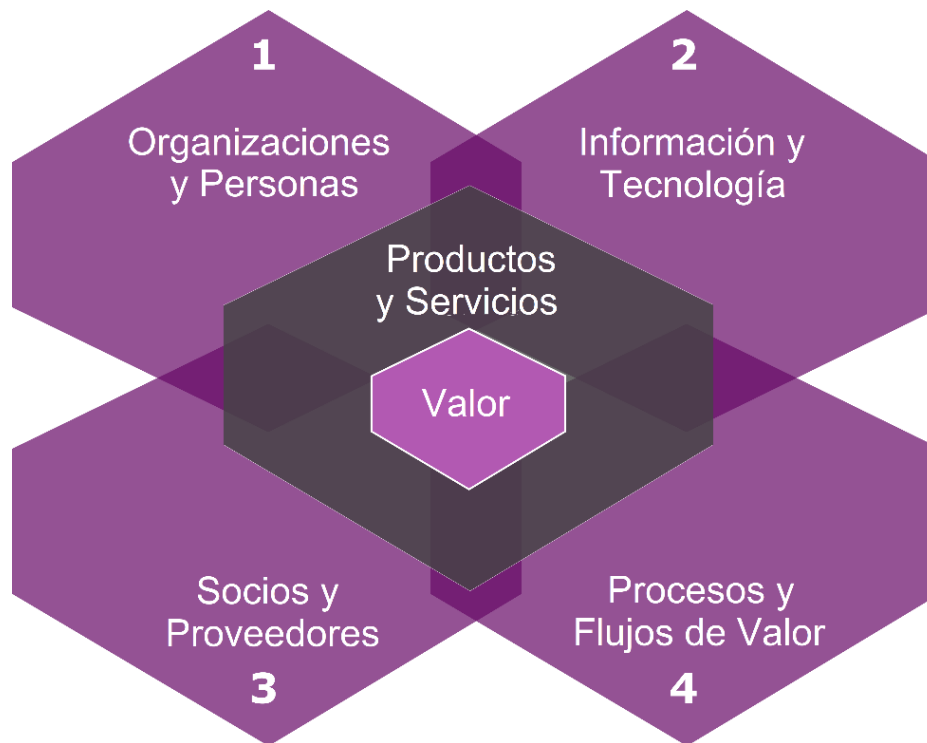 1
Organizaciones
y Personas
2
Información y
Tecnología
Productos
y Servicios
Valor
Socios y
Proveedores
3
Procesos y
Flujos de Valor
4